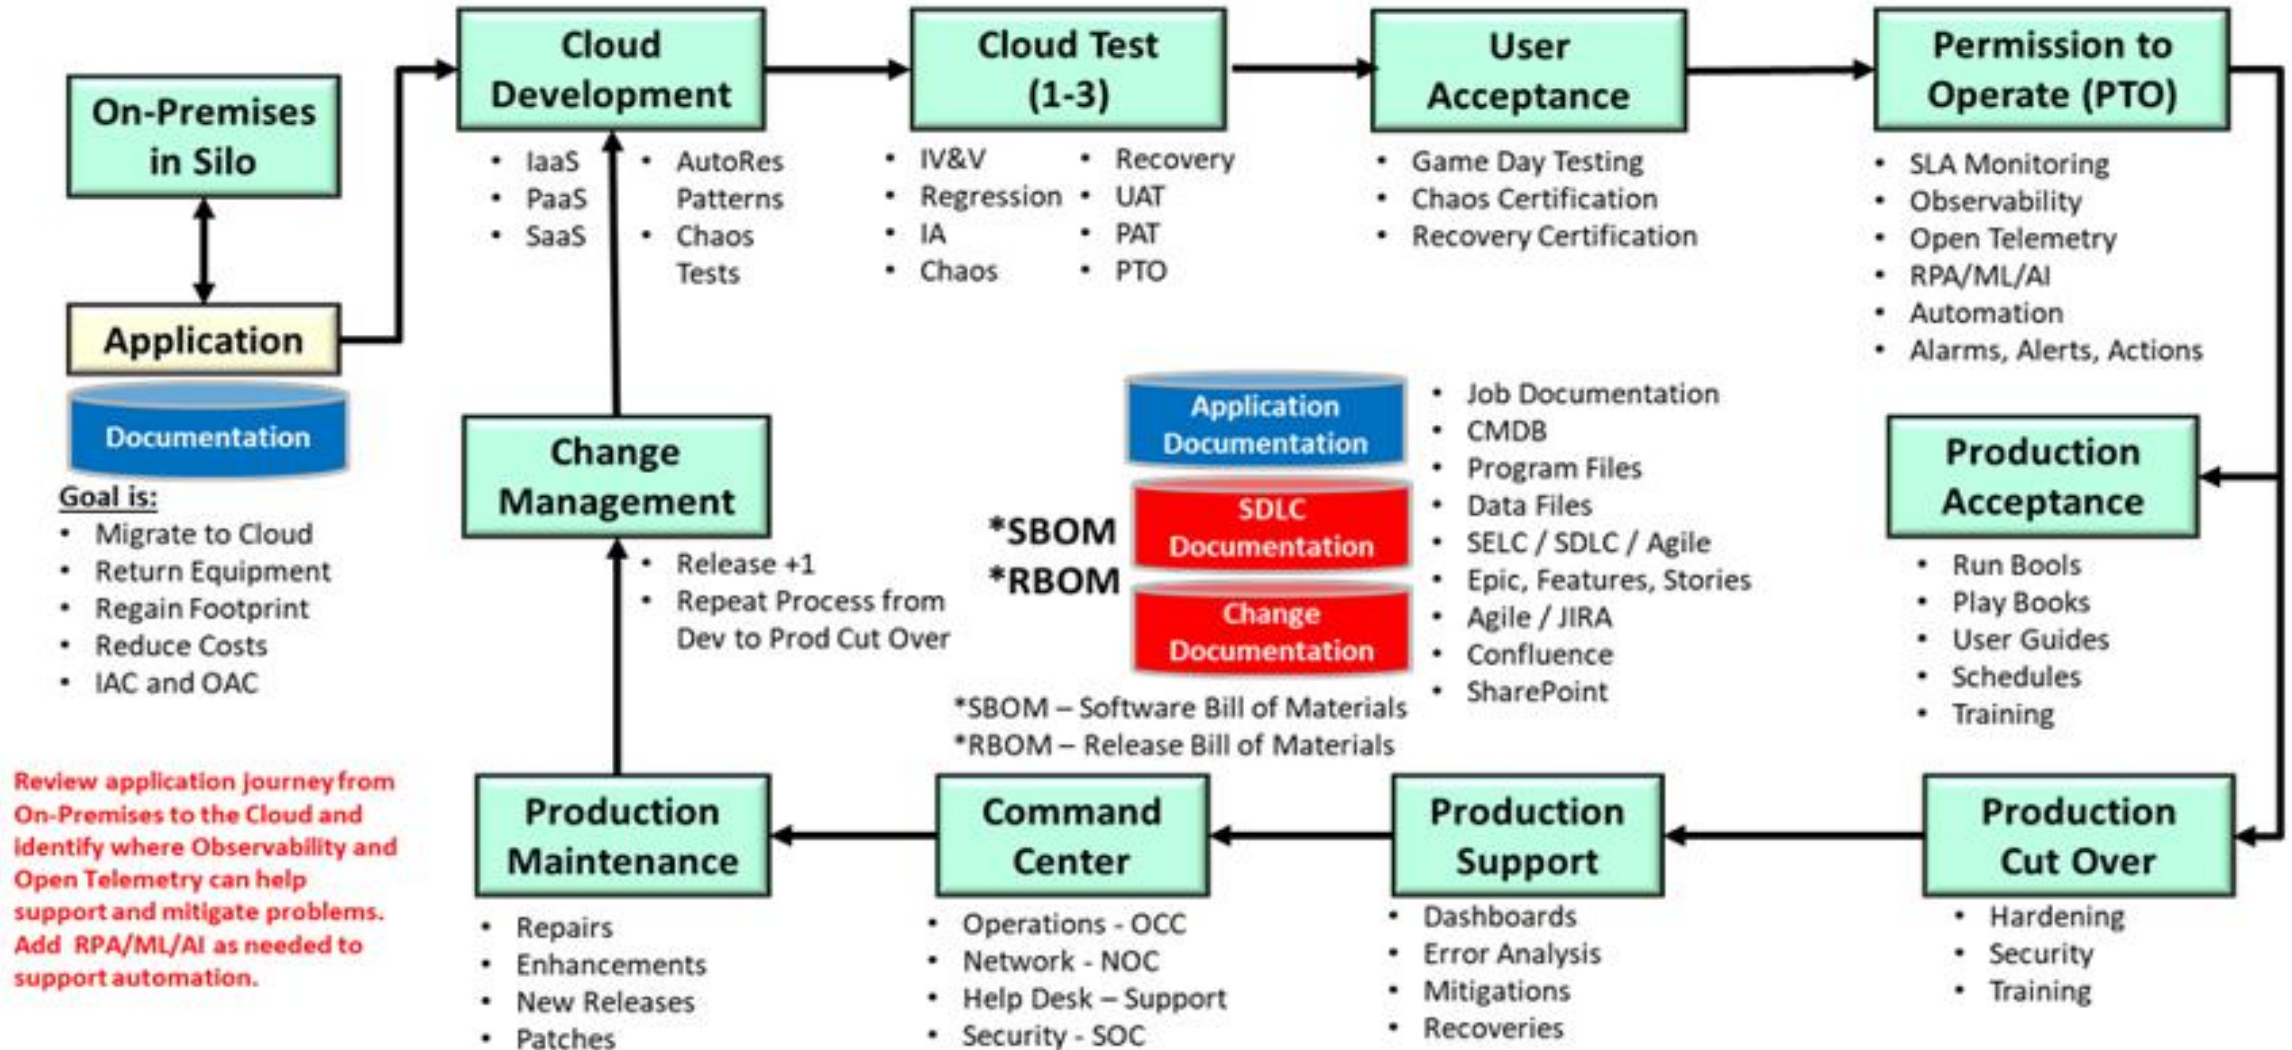 On-Premises
in Silo
Application
Documentation
Goal is:
• Migrate to Cloud
• Return Equipment
• Regain Footprint
• Reduce Costs
• IAC and OAC
Review application journey from
On-Premises to the Cloud and
identify where Observability and
Open Telemetry can help
support and mitigate problems.
Add RPA/ML/AI as needed to
support automation.
Cloud
Development
• IaaS
• PaaS
• SaaS
• AutoRes
Patterns
• Chaos
Tests
Cloud Test
(1-3)
• IV&V
• Regression
• IA
• Chaos
• Recovery
• UAT
• PAT
• PTO
User
Acceptance
• Game Day Testing
• Chaos Certification
• Recovery Certification
Permission to
Operate (PTO)
• SLA Monitoring
• Observability
• Open Telemetry
• RPA/ML/AI
• Automation
• Alarms, Alerts, Actions
Change
Management
• Release +1
• Repeat Process from
Dev to Prod Cut Over
*SBOM
*RBOM
Application
Documentation
SDLC
Documentation
Change
Documentation
*SBOM – Software Bill of Materials
*RBOM – Release Bill of Materials
• Job Documentation
• CMDB
• Program Files
• Data Files
• SELC / SDLC / Agile
• Epic, Features, Stories
• Agile / JIRA
• Confluence
• SharePoint
Production
Acceptance
• Run Bools
• Play Books
• User Guides
• Schedules
• Training
Production
Maintenance
• Repairs
• Enhancements
• New Releases
• Patches
Command
Center
• Operations - OCC
• Network - NOC
• Help Desk – Support
• Security - SOC
Production
Support
• Dashboards
• Error Analysis
• Mitigations
• Recoveries
Production
Cut Over
• Hardening
• Security
• Training